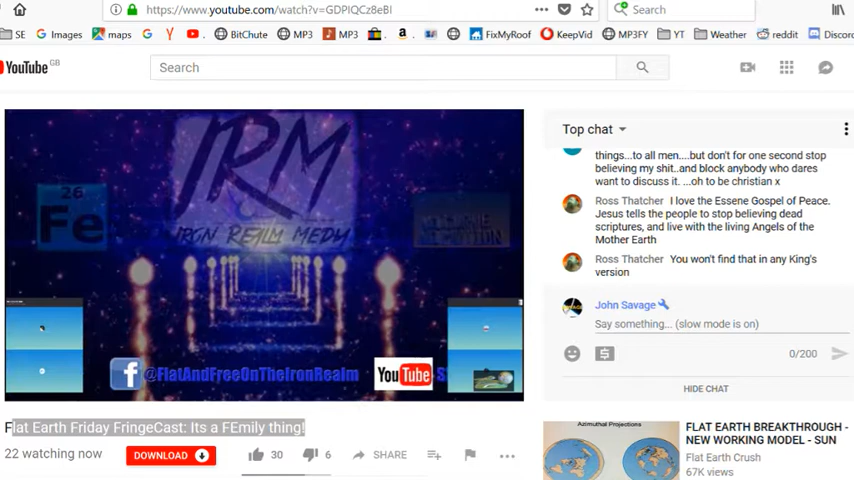 https://www.youtube.com/watch?v=GDPIQCz8eBI
Search
SE Images maps BitChute MP3 MP3 FixMyRoof KeepVid MP3FY YT Weather reddit Discord
YouTube GB
Search
JRM
IRON REALM MEDIA
26
Fe
@FlatAndFreeOnTheIronRealm
YouTube
Top chat
things...to all men....but don't for one second stop
believing my shit..and block anybody who dares
want to discuss it. ...oh to be christian x
Ross Thatcher I love the Essene Gospel of Peace.
Jesus tells the people to stop believing dead
scriptures, and live with the living Angels of the
Mother Earth
Ross Thatcher You won't find that in any King's
version
John Savage
Say something... (slow mode is on)
0/200
HIDE CHAT
Flat Earth Friday FringeCast: Its a FEmily thing!
22 watching now
DOWNLOAD
30
6
SHARE
Azimuthal Projections
FLAT EARTH BREAKTHROUGH -
NEW WORKING MODEL - SUN
Flat Earth Crush
67K views